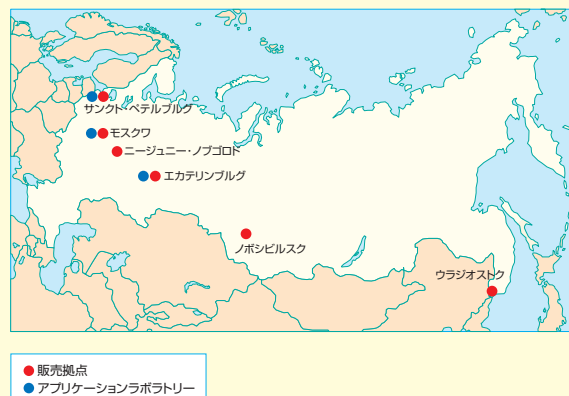 サンクト・ペテルブルグ
モスクワ
ニージュニー・ノブゴロド
エカテリンブルグ
ノボシビルスク
ウラジオストク
販売拠点
アプリケーションラボラトリー